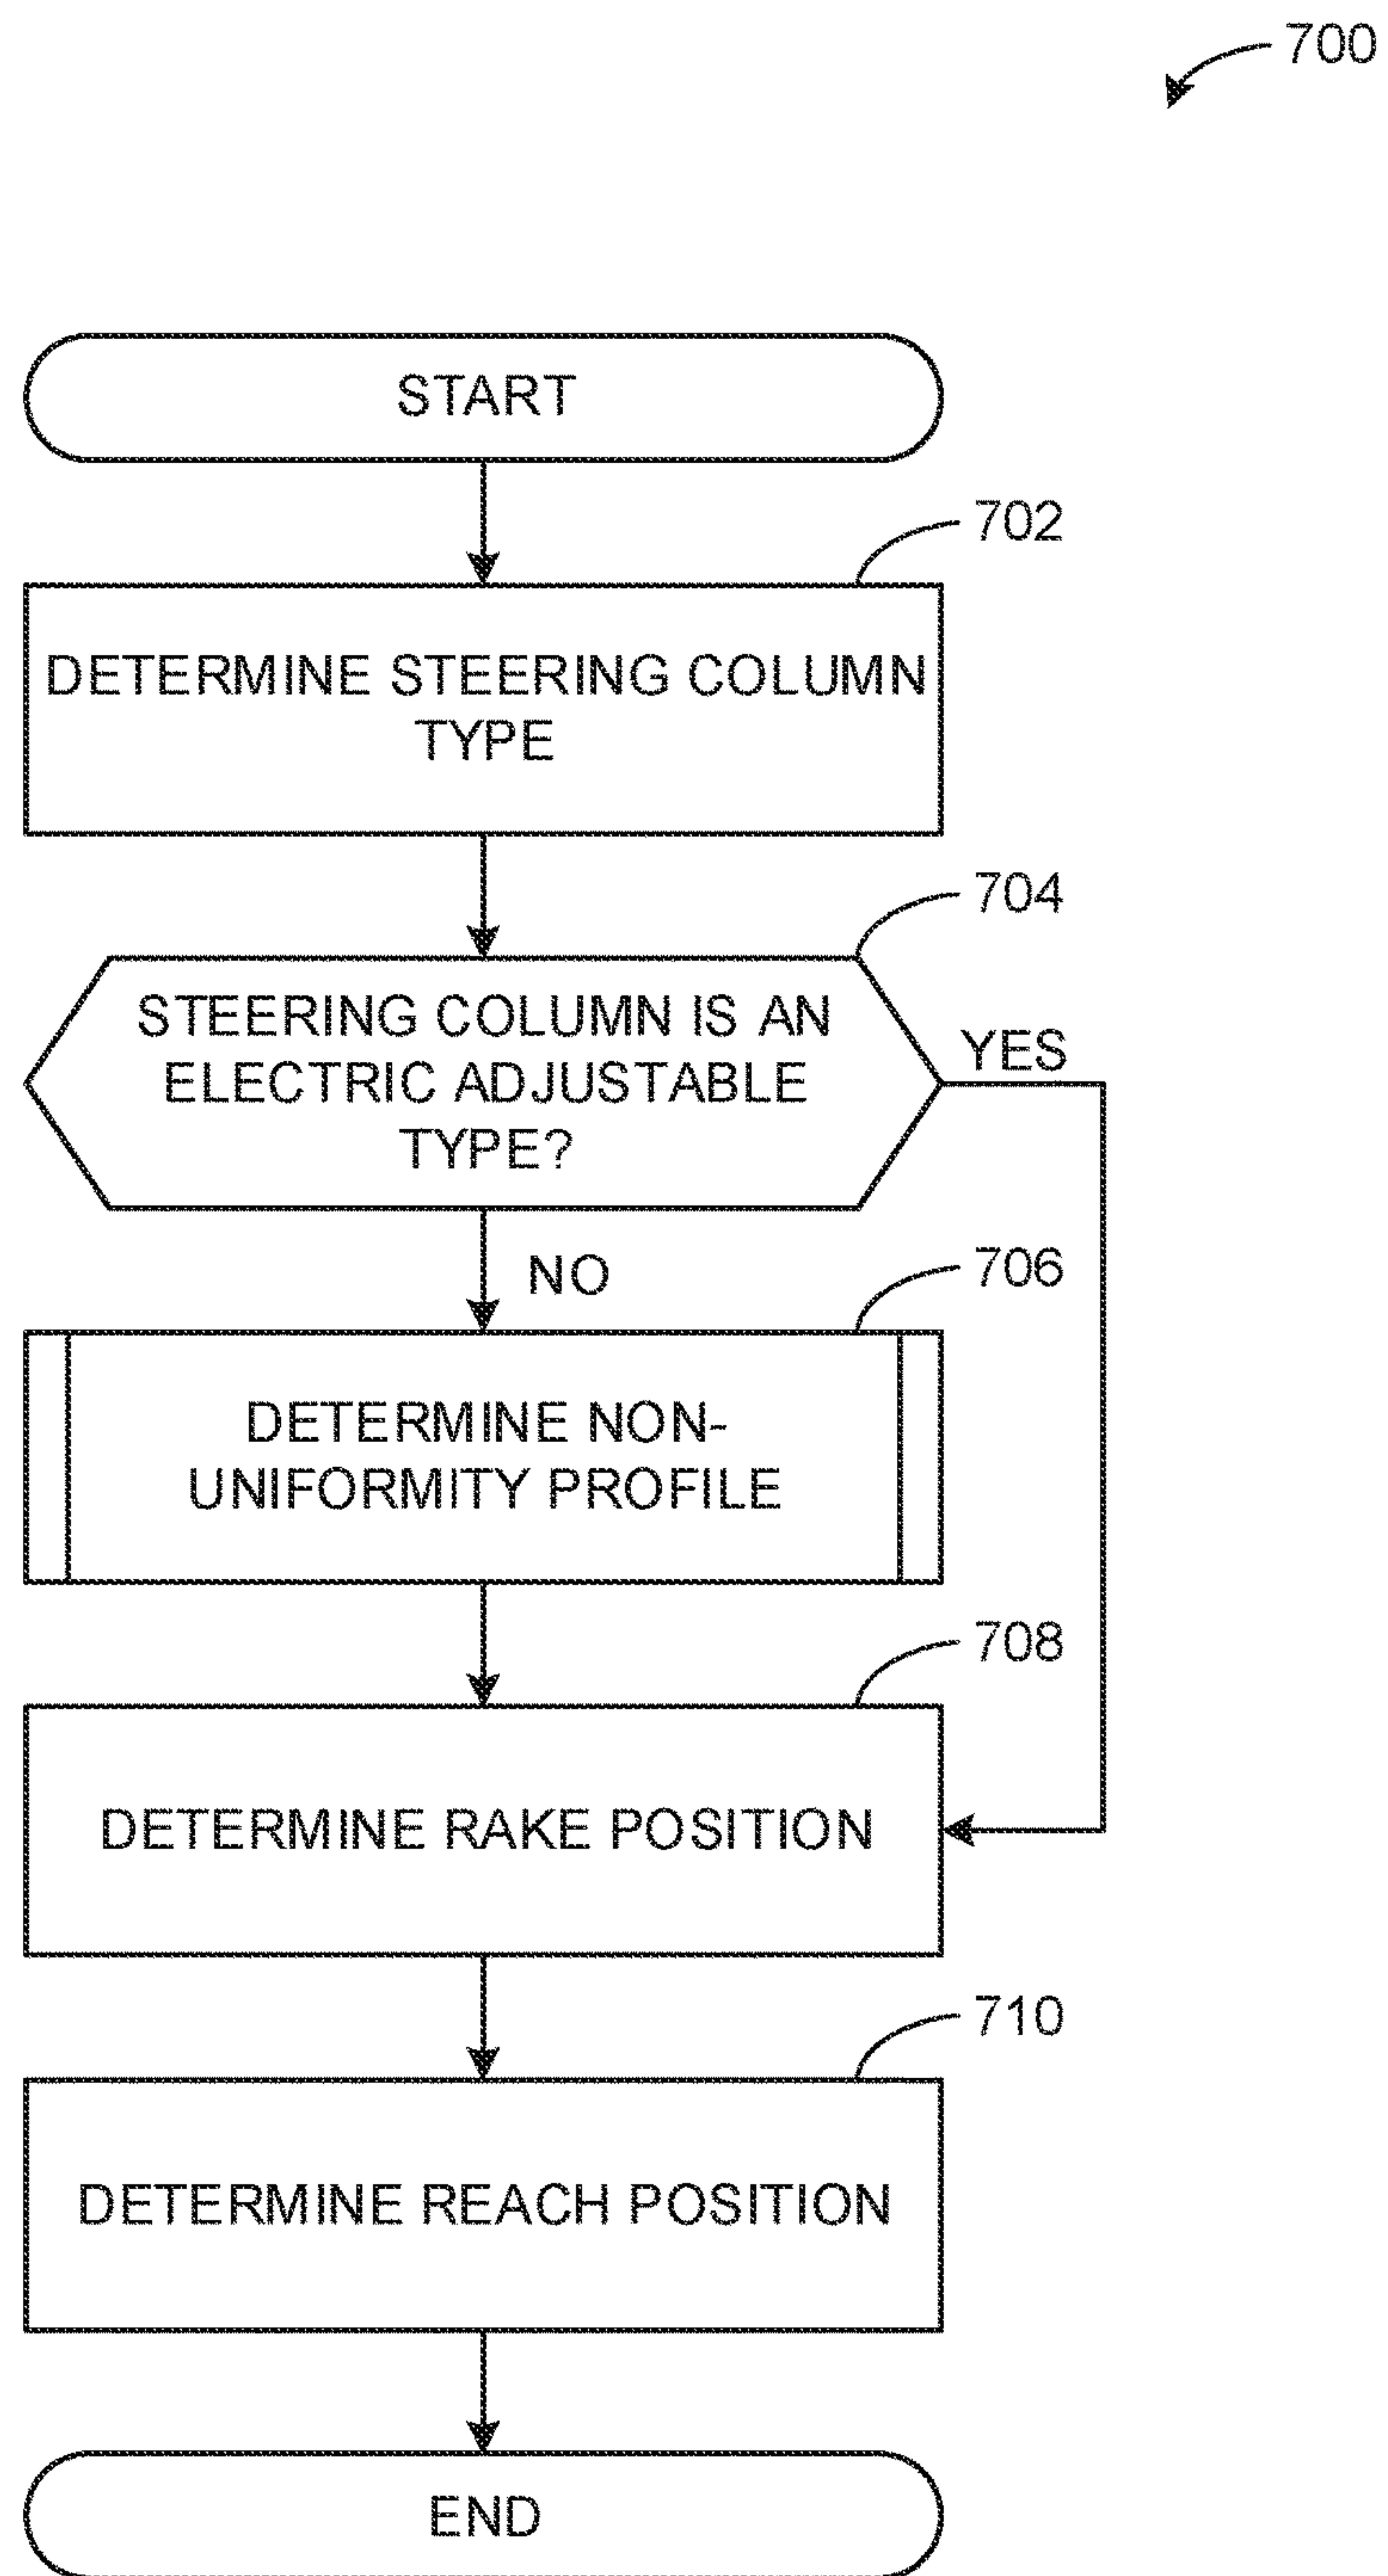 700
START
702
DETERMINE STEERING COLUMN
TYPE
704
STEERING COLUMN IS AN
ELECTRIC ADJUSTABLE
TYPE?
YES
NO
706
DETERMINE NON-
UNIFORMITY PROFILE
708
DETERMINE RAKE POSITION
710
DETERMINE REACH POSITION
END